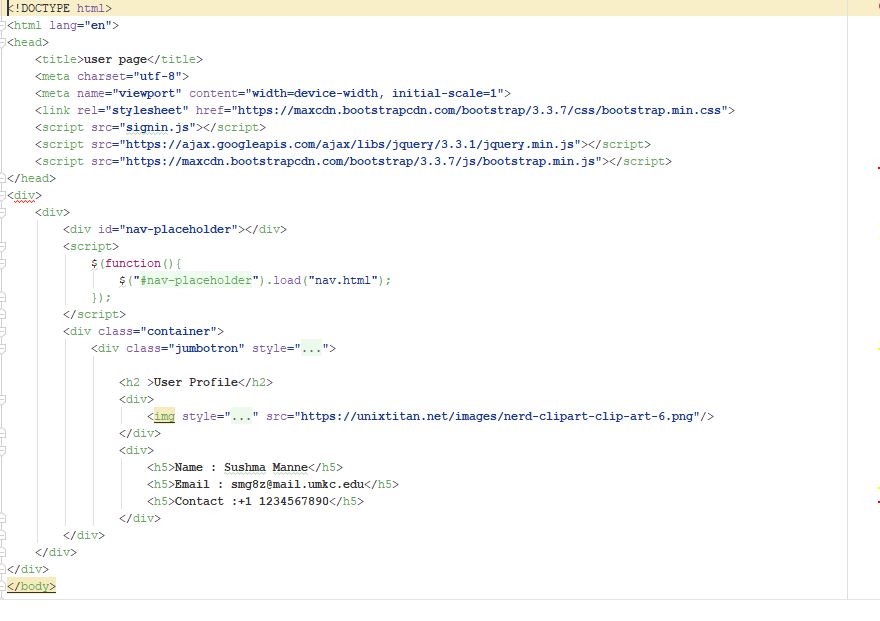 <!DOCTYPE html>
<html lang="en">
<head>
    <title>user page</title>
    <meta charset="utf-8">
    <meta name="viewport" content="width=device-width, initial-scale=1">
    <link rel="stylesheet" href="https://maxcdn.bootstrapcdn.com/bootstrap/3.3.7/css/bootstrap.min.css">
    <script src="signin.js"></script>
    <script src="https://ajax.googleapis.com/ajax/libs/jquery/3.3.1/jquery.min.js"></script>
    <script src="https://maxcdn.bootstrapcdn.com/bootstrap/3.3.7/js/bootstrap.min.js"></script>
</head>
<div>
    <div>
        <div id="nav-placeholder"></div>
        <script>
            $(function(){
                $("#nav-placeholder").load("nav.html");
            });
        </script>
        <div class="container">
            <div class="jumbotron" style="...">

                <h2 >User Profile</h2>
                <div>
                    <img style="..." src="https://unixtitan.net/images/nerd-clipart-clip-art-6.png"/>
                </div>
                <div>
                    <h5>Name : Sushma Manne</h5>
                    <h5>Email : smg8z@mail.umkc.edu</h5>
                    <h5>Contact :+1 1234567890</h5>
                </div>
        </div>
    </div>
</div>
</body>